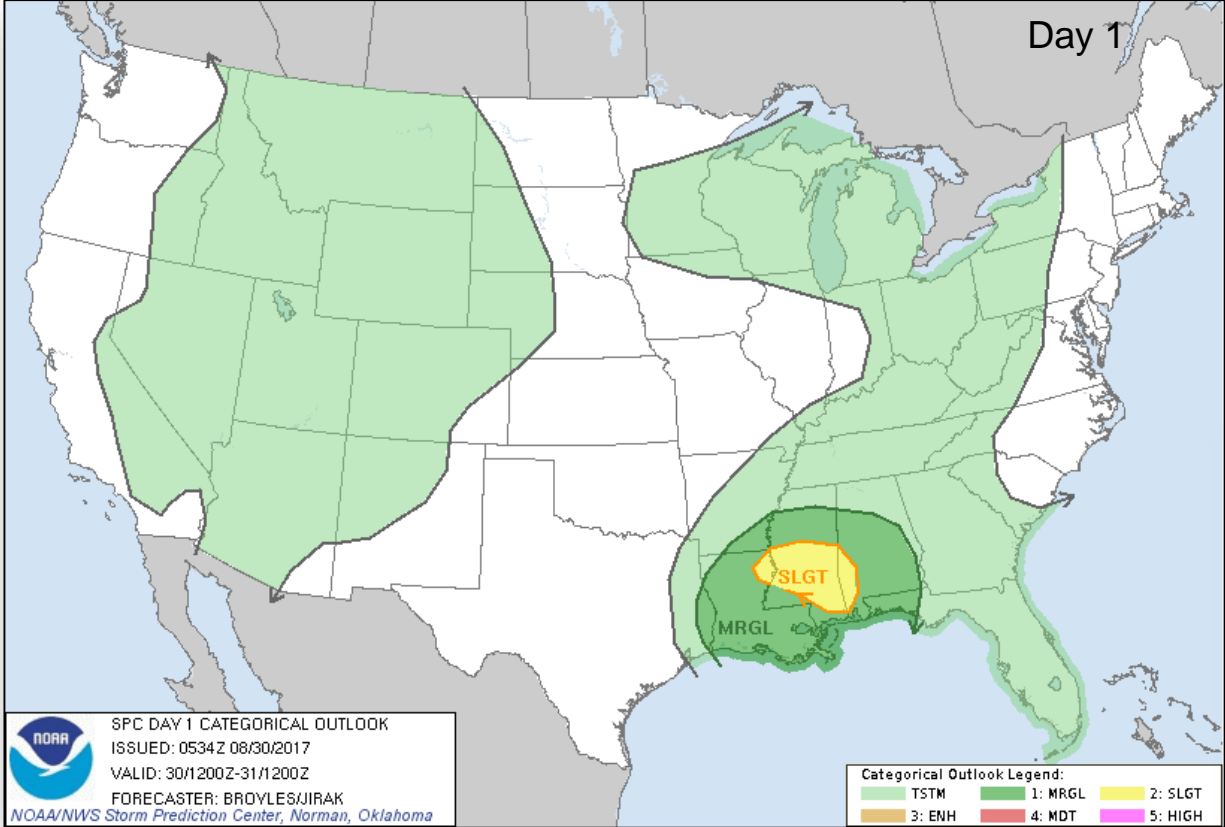 Day 1
SLGT
MRGL
NOAA
SPC DAY 1 CATEGORICAL OUTLOOK
ISSUED: 0534Z 08/30/2017
VALID: 30/1200Z-31/1200Z
FORECASTER: BROYLES/JIRAK
NOAA/NWS Storm Prediction Center, Norman, Oklahoma
Categorical Outlook Legend:
TSTM 1: MRGL 2: SLGT
3: ENH 4: MDT 5: HIGH